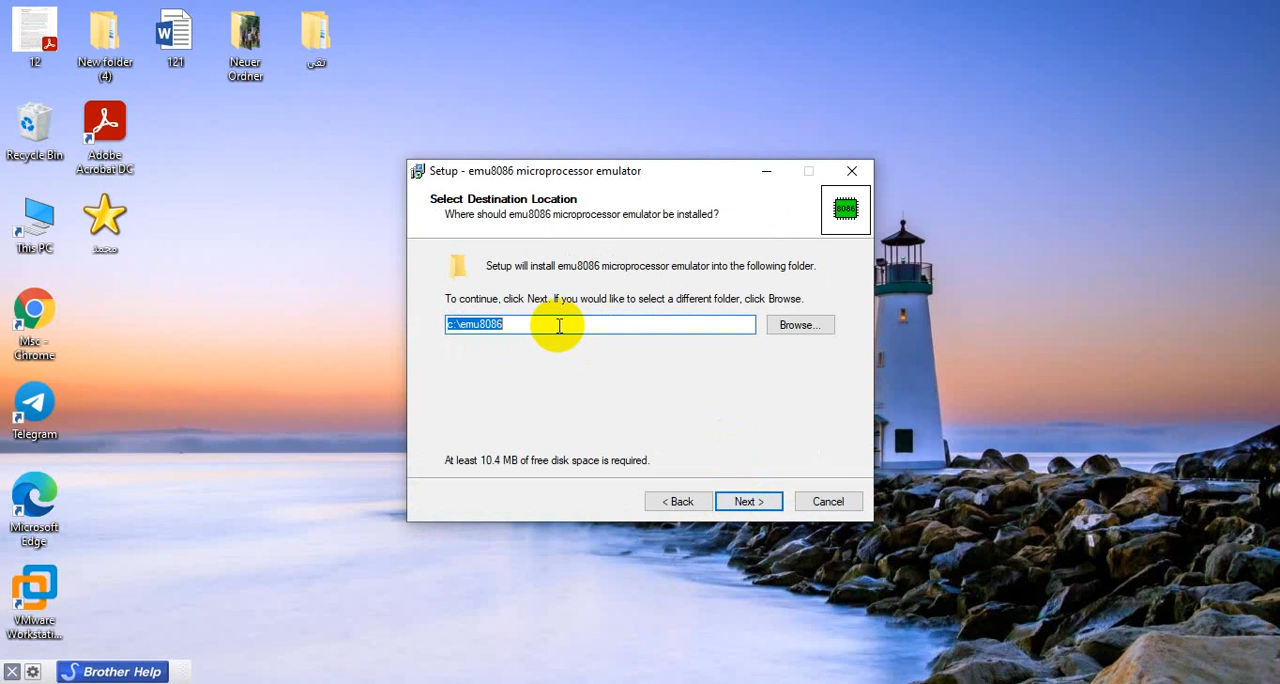 12
New folder
(4)
121
Neuer
Ordner
تقى
Recycle Bin
Adobe
Acrobat DC
This PC
محمد
Msc -
Chrome
Telegram
Microsoft
Edge
VMware
Workstati...
Brother Help
Setup - emu8086 microprocessor emulator
Select Destination Location
Where should emu8086 microprocessor emulator be installed?
8086
Setup will install emu8086 microprocessor emulator into the following folder.
To continue, click Next. If you would like to select a different folder, click Browse.
c:\emu8086
Browse...
At least 10.4 MB of free disk space is required.
< Back
Next >
Cancel